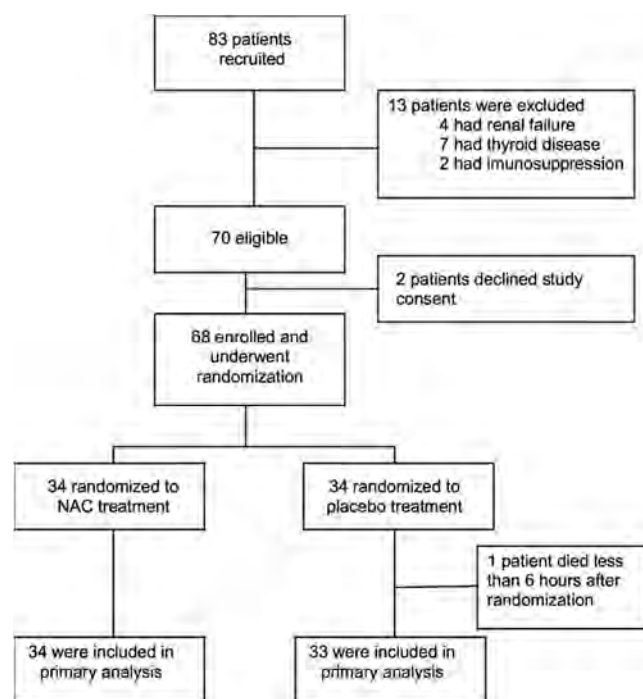 83 patients
recruited
13 patients were excluded
4 had renal failure
7 had thyroid disease
2 had imunosuppression
70 eligible
2 patients declined study
consent
68 enrolled and
underwent
randomization
34 randomized to
NAC treatment
34 randomized to
placebo treatment
1 patient died less
than 6 hours after
randomization
34 were included in
primary analysis
33 were included in
primary analysis